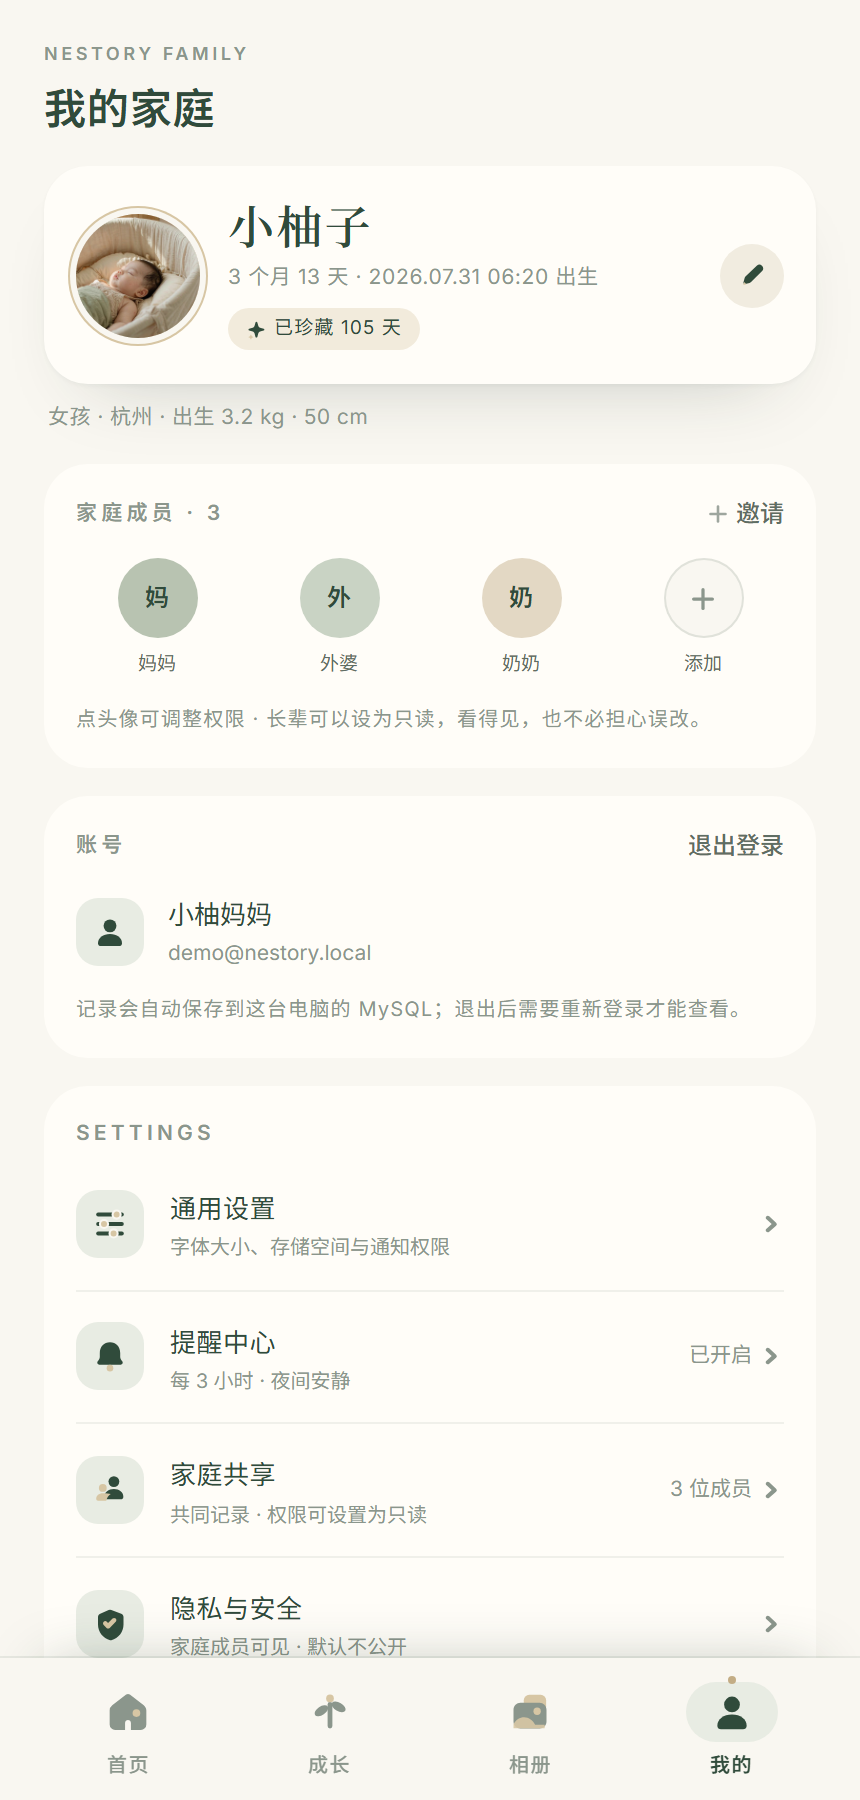 NESTORY FAMILY
我的家庭
小柚子
3 个月 13 天 · 2026.07.31 06:20 出生
已珍藏 105 天
女孩 · 杭州 · 出生 3.2 kg · 50 cm
家庭成员 · 3
邀请
妈
外
奶
妈妈
外婆
奶奶
添加
点头像可调整权限 · 长辈可以设为只读，看得见，也不必担心误改。
账号
退出登录
小柚妈妈
demo@nestory.local
记录会自动保存到这台电脑的 MySQL；退出后需要重新登录才能查看。
SETTINGS
通用设置
字体大小、存储空间与通知权限
提醒中心
每 3 小时 · 夜间安静
已开启
家庭共享
共同记录 · 权限可设置为只读
3 位成员
隐私与安全
家庭成员可见 · 默认不公开
首页
成长
相册
我的